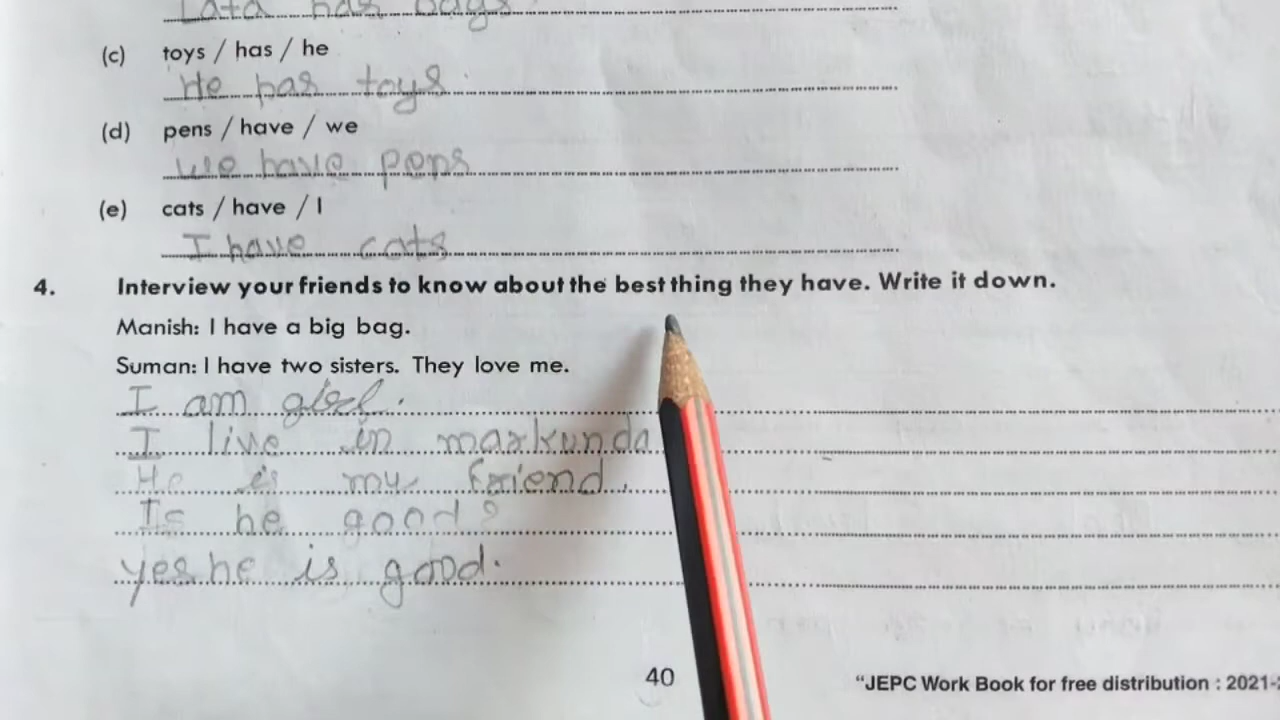 Lata has bags
(c) toys / has / he
He has toys.
(d) pens / have / we
We have pens
(e) cats / have / I
I have cats
4. Interview your friends to know about the best thing they have. Write it down.
Manish: I have a big bag.
Suman: I have two sisters. They love me.
I am girl.
I live in markunda
He is my friend.
Is he good?
yes he is good.
40
"JEPC Work Book for free distribution : 2021-